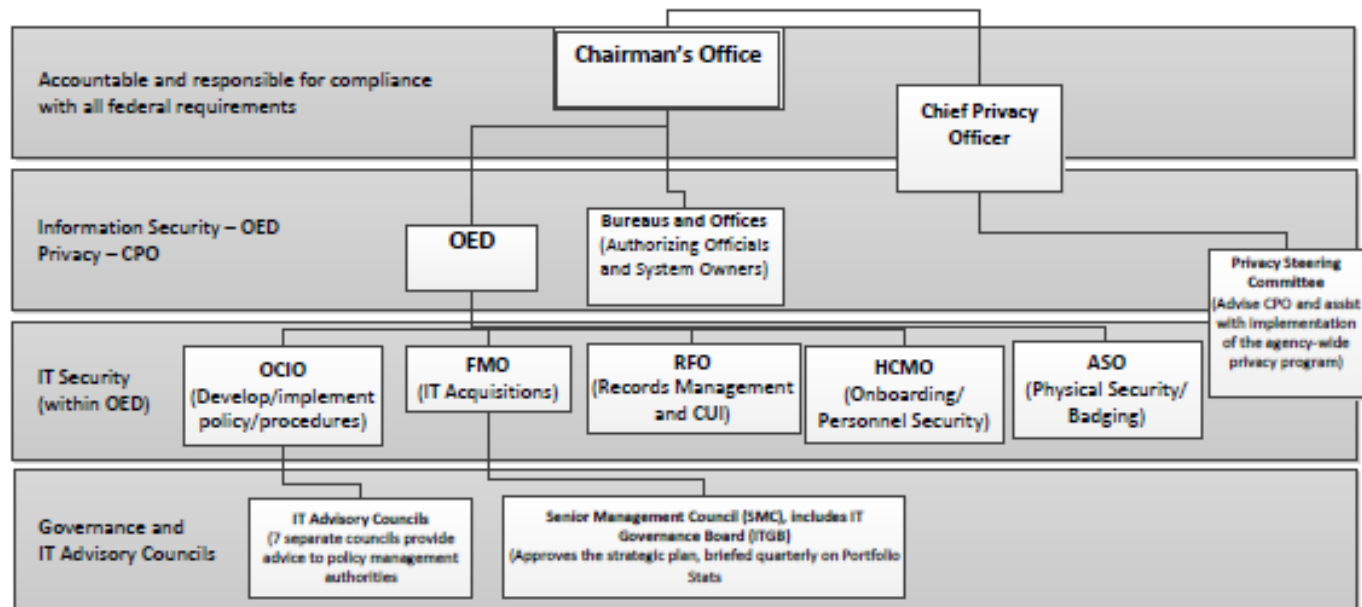 Chairman's Office
Accountable and responsible for compliance
with all federal requirements
Chief Privacy
Officer
Information Security – OED
Privacy – CPO
OED
Bureaus and Offices
(Authorizing Officials
and System Owners)
Privacy Steering
Committee
(Advise CPO and assist
with implementation
of the agency-wide
privacy program)
IT Security
(within OED)
OCIO
(Develop/implement
policy/procedures)
FMO
(IT Acquisitions)
RFO
(Records Management
and CUI)
HCMO
(Onboarding/
Personnel Security)
ASO
(Physical Security/
Badging)
Governance and
IT Advisory Councils
IT Advisory Councils
(7 separate councils provide
advice to policy management
authorities
Senior Management Council (SMC), includes IT
Governance Board (ITGB)
(Approves the strategic plan, briefed quarterly on Portfolio
Stats